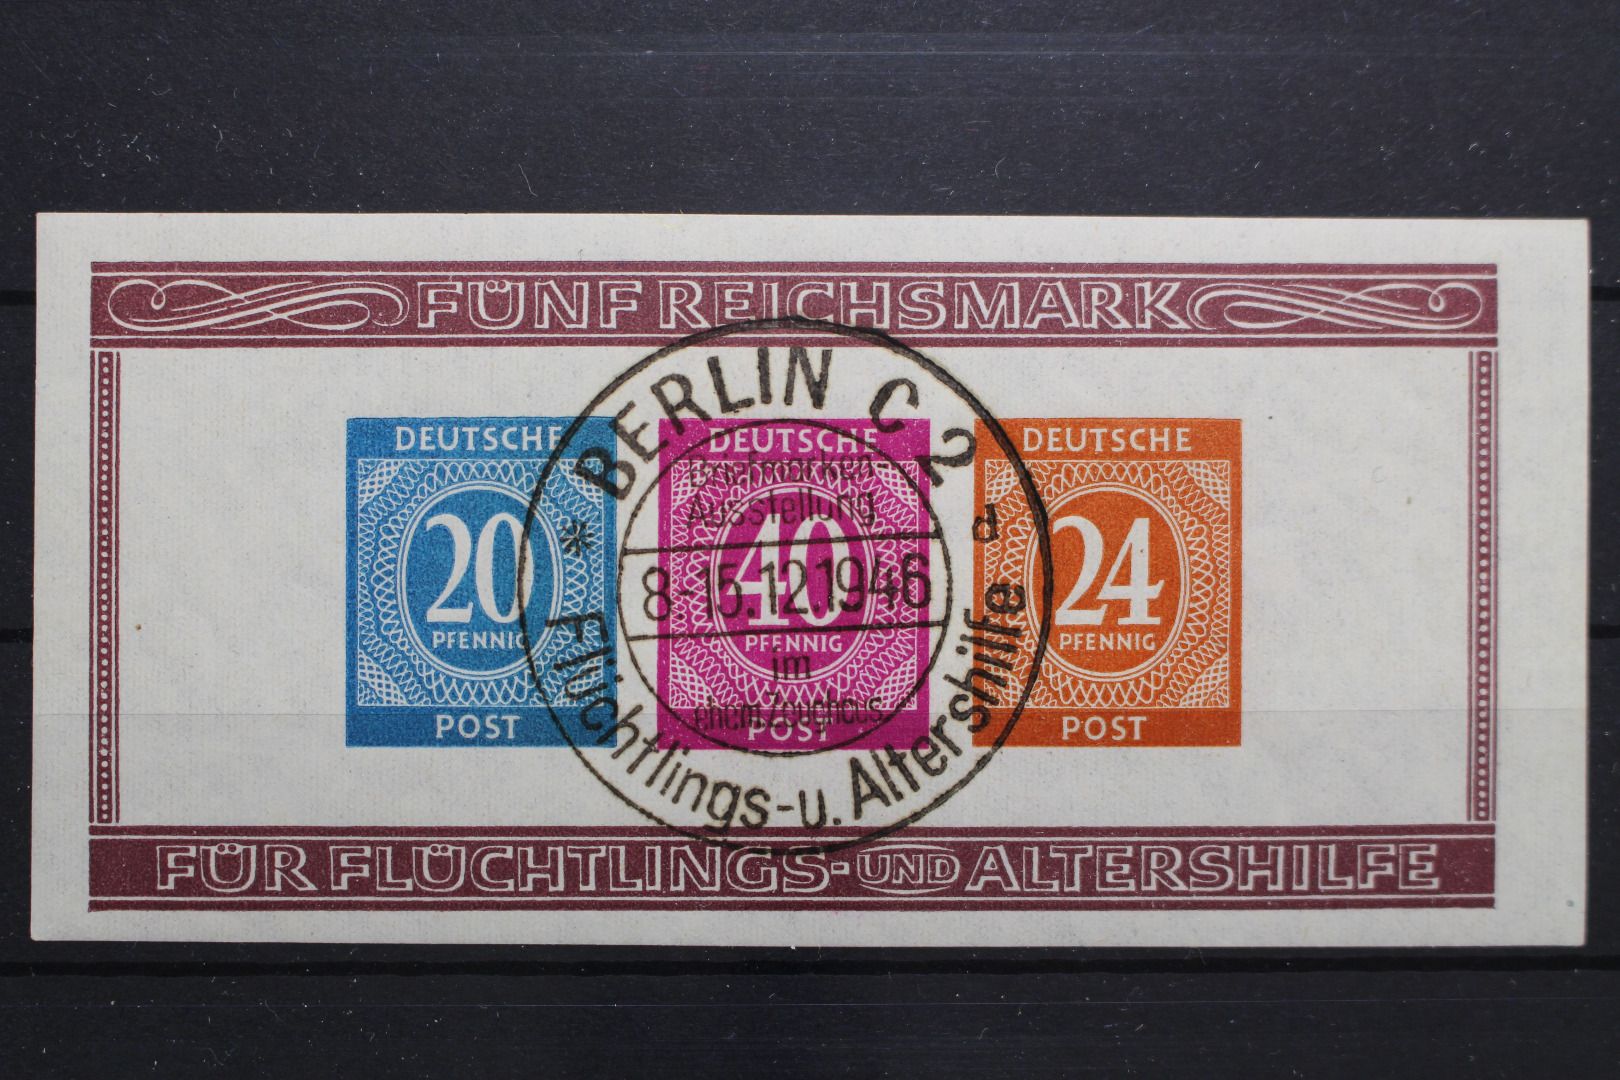 FÜNF REICHSMARK
DEUTSCHE
20
PFENNIG
POST
DEUTSCHE
40
PFENNIG
POST
DEUTSCHE
24
PFENNIG
POST
BERLIN C 2
Briefmarken-
Ausstellung
8.-15.12.1946
im
ehem. Zeughaus
* Flüchtlings-u. Altershilfe d
FÜR FLÜCHTLINGS- UND ALTERSHILFE